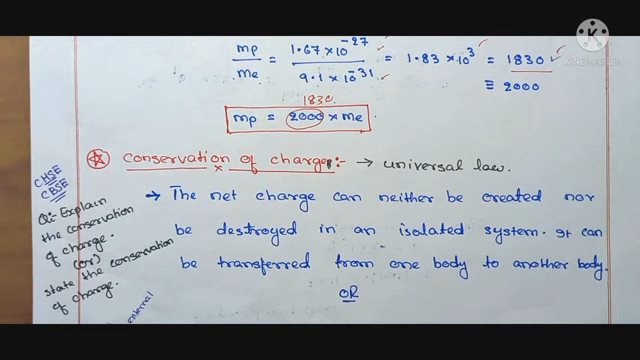 mp/me = 1.67×10^-27 / 9.1×10^31 = 1.83×10^3 = 1830
≡ 2000
1830
mp = 2000 × me
Conservation of charge:- → universal law.
→ The net charge can neither be created nor
be destroyed in an isolated system. It can
be transferred from one body to another body.
OR
CHSE
CBSE
Q:- Explain
the conservation
of charge.
(or)
state the conservation
of charge.
external